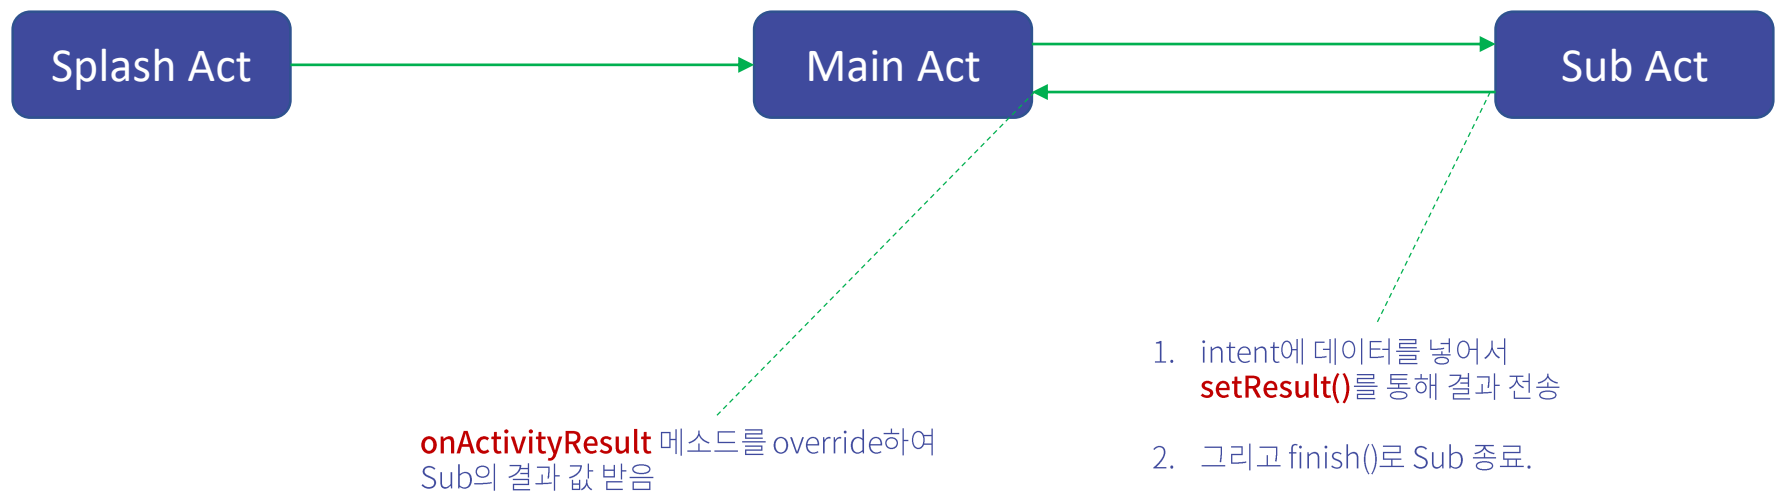 Splash Act
Main Act
Sub Act
1. intent에 데이터를 넣어서
setResult()를 통해 결과 전송
2. 그리고 finish()로 Sub 종료.
onActivityResult 메소드를 override하여
Sub의 결과 값 받음